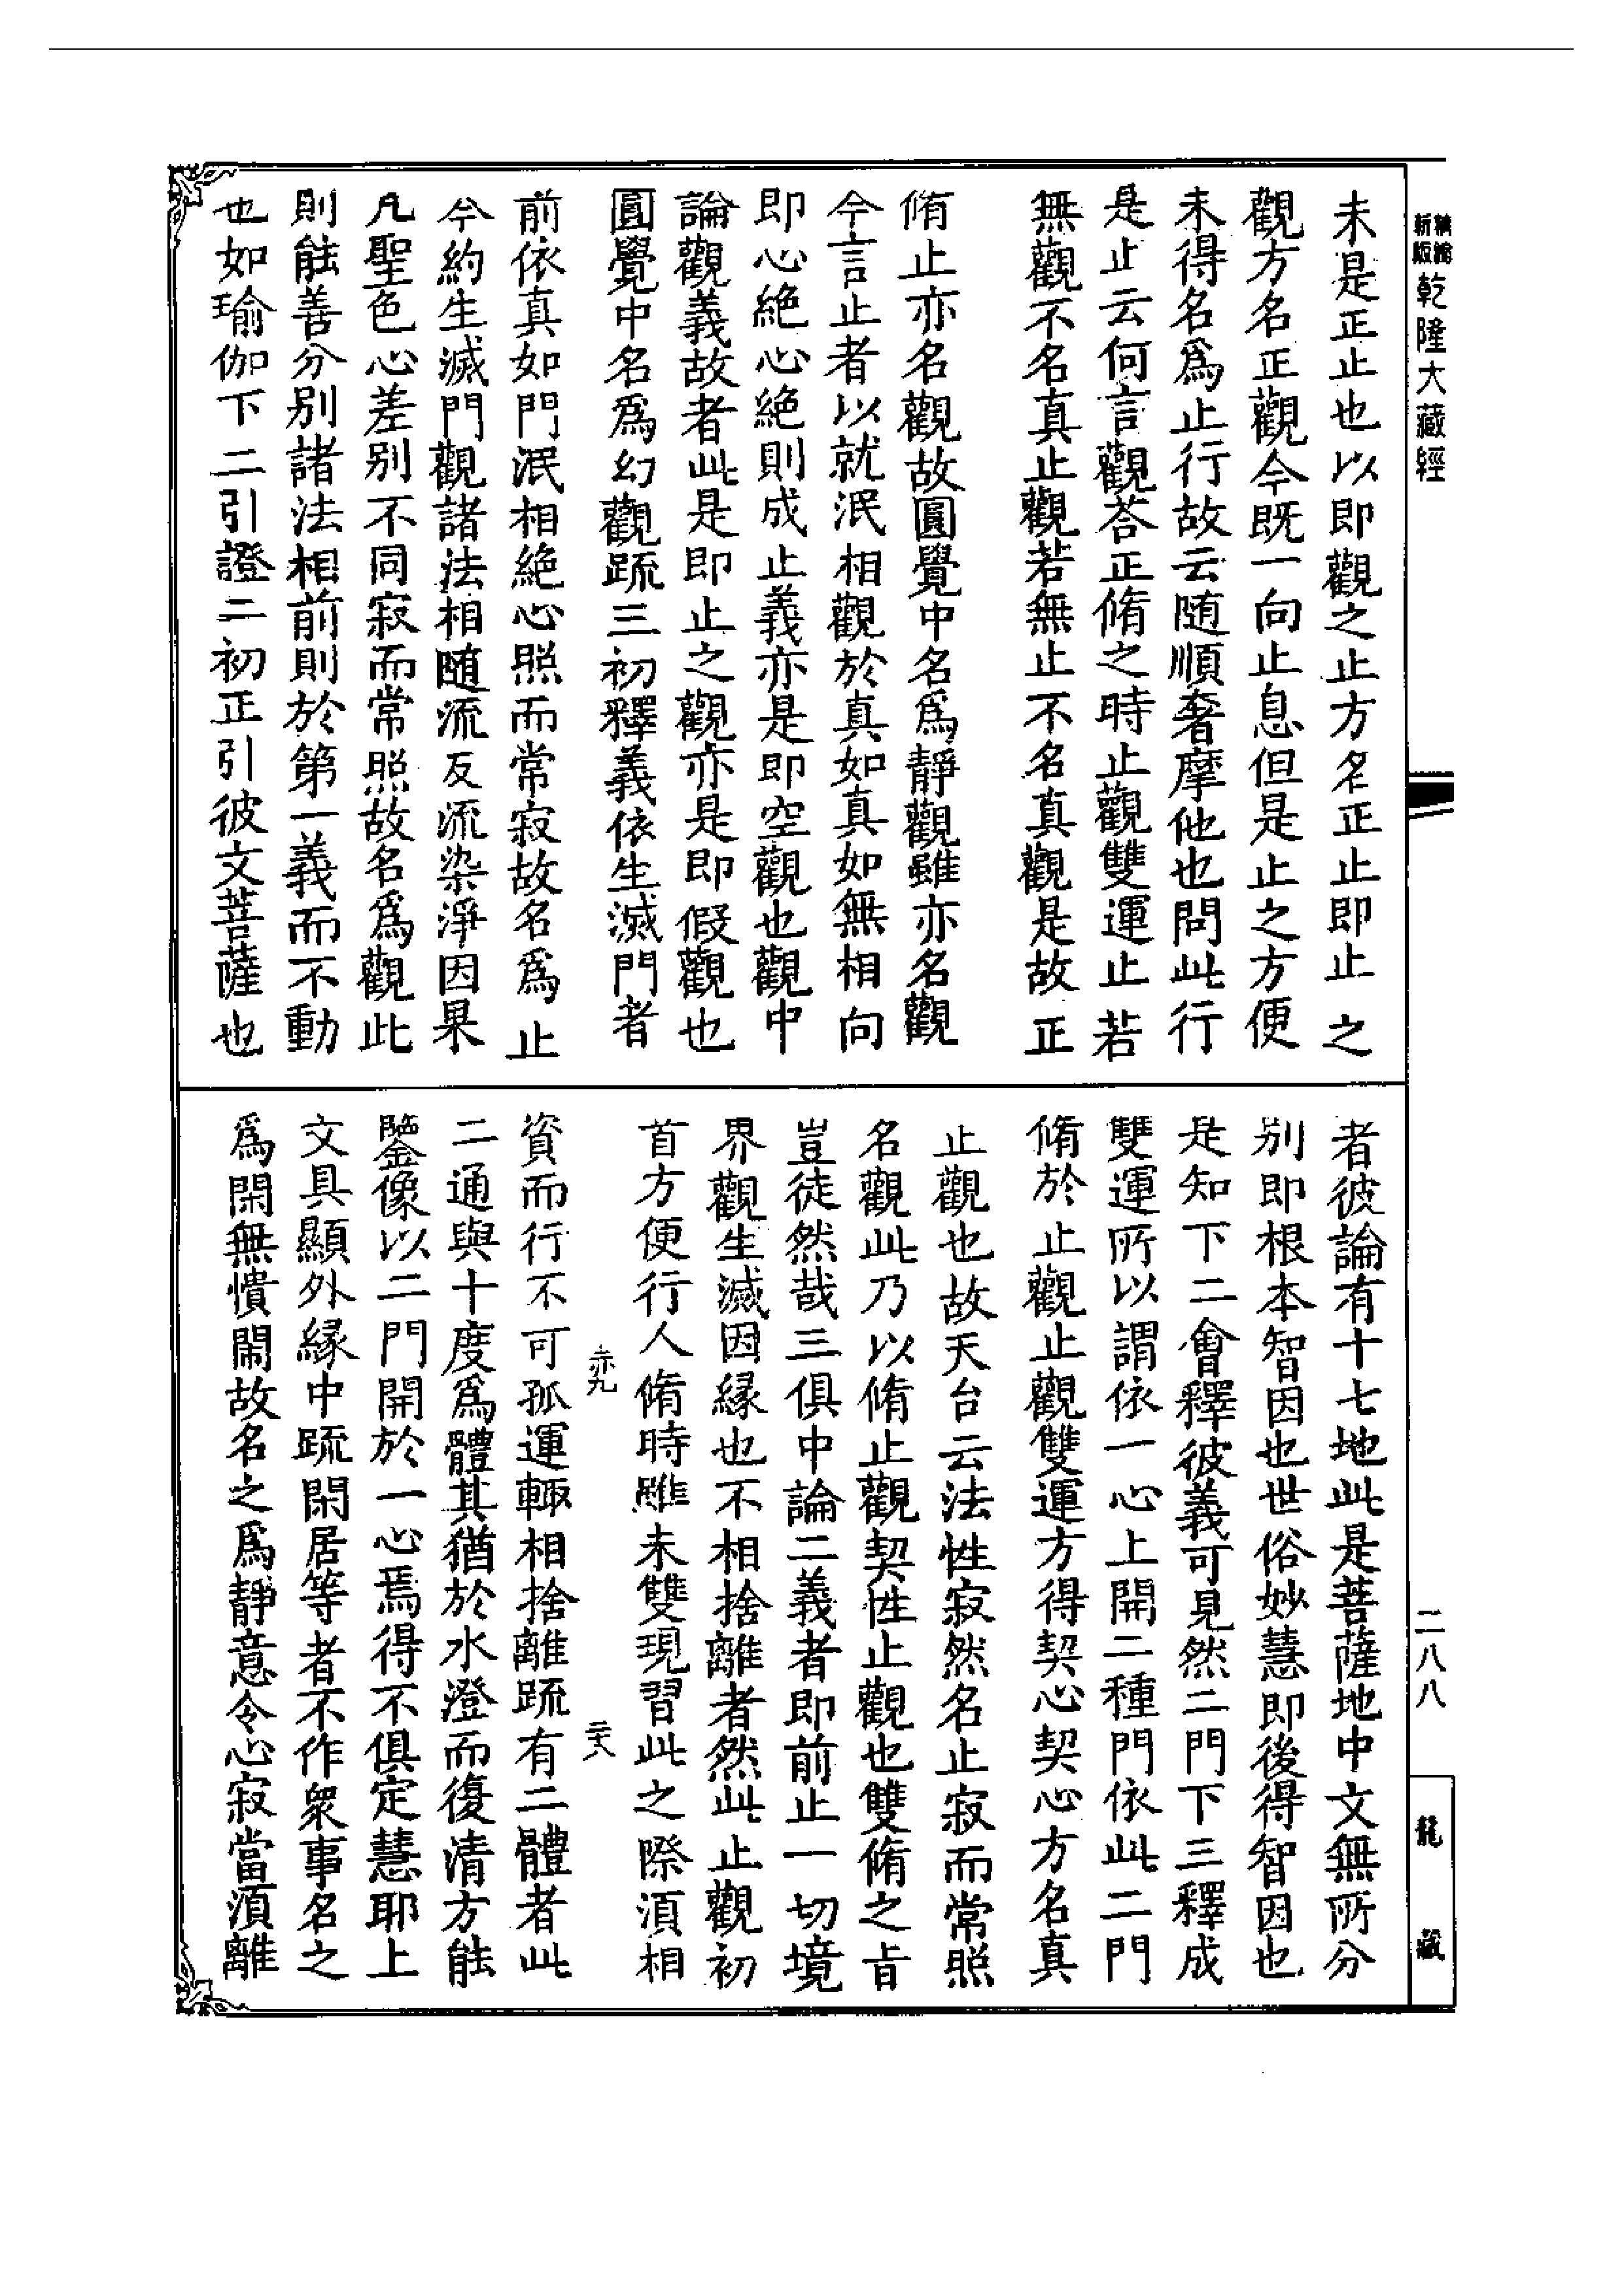 新版
精編
乾隆大藏經
未是正止也以即觀之止方名正止即止之
觀方名正觀今既一向止息但是止之方便
未得名爲止行故云随順奢摩他也問此行
是止云何言觀荅正脩之時止觀雙運止若
無觀不名真止觀若無止不名真觀是故正
脩止亦名觀故圓覺中名爲靜觀雖亦名觀
今言止者以就泯相觀於真如真如無相向
即心絶心絶則成止義亦是即空觀也觀中
論觀義故者此是即止之觀亦是即假觀也
圓覺中名爲幻觀䟽三初釋義依生滅門者
前依真如門泯相絶心照而常寂故名爲止
今約生滅門觀諸法相随流反流染淨因果
凡聖色心差别不同寂而常照故名爲觀此
則能善分别諸法相前則於第一義而不動
也如瑜伽下二引證二初正引彼文菩薩也
者彼論有十七地此是菩薩地中文無所分
别即根本智因也世俗妙慧即後得智因也
是知下二會釋彼義可見然二門下三釋成
雙運所以謂依一心上開二種門依此二門
脩於止觀止觀雙運方得契心契心方名真
止觀也故天台云法性寂然名止寂而常照
名觀此乃以脩止觀契性止觀也雙脩之㫖
豈徒然哉三俱中論二義者即前止一切境
界觀生滅因緣也不相捨離者然此止觀初
首方便行人脩時雖未雙現習此之際湏相
赤九
二十八
資而行不可孤運輙相捨離䟽有二體者此
二通與十度爲體其猶於水澄而復清方能
鑒像以二門開於一心焉得不俱定慧耶上
文具顯外緣中䟽閑居等者不作衆事名之
爲閑無憒閙故名之爲靜意令心寂當湏離
二八八
龍藏